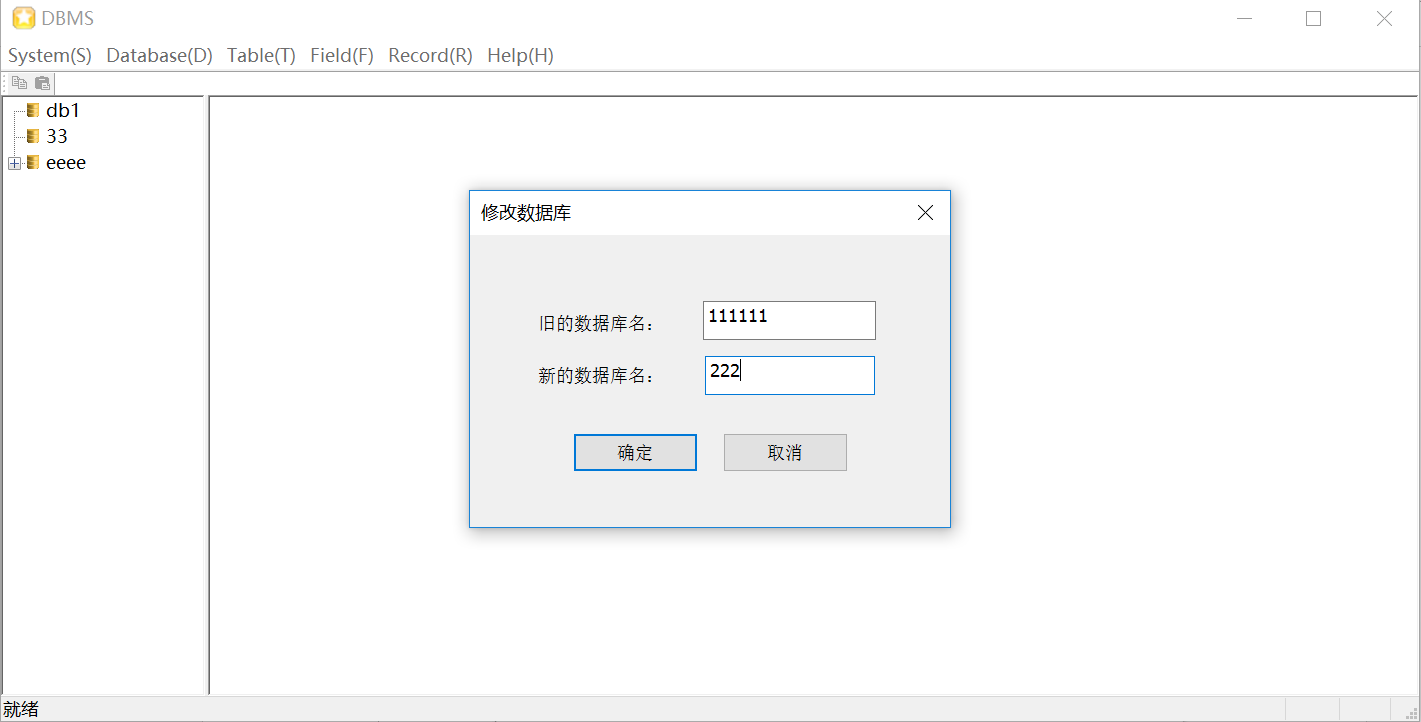 DBMS
System(S) Database(D) Table(T) Field(F) Record(R) Help(H)
db1
33
eeee
修改数据库
旧的数据库名：
111111
新的数据库名：
222
确定
取消
就绪